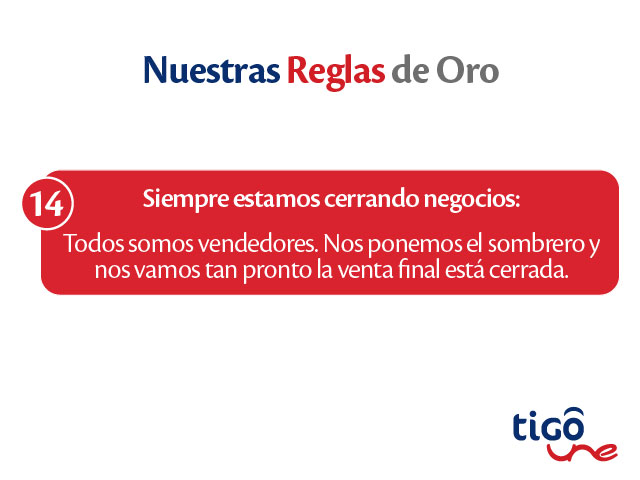 Nuestras Reglas de Oro
14
Siempre estamos cerrando negocios:
Todos somos vendedores. Nos ponemos el sombrero y
nos vamos tan pronto la venta final está cerrada.
tigô
une